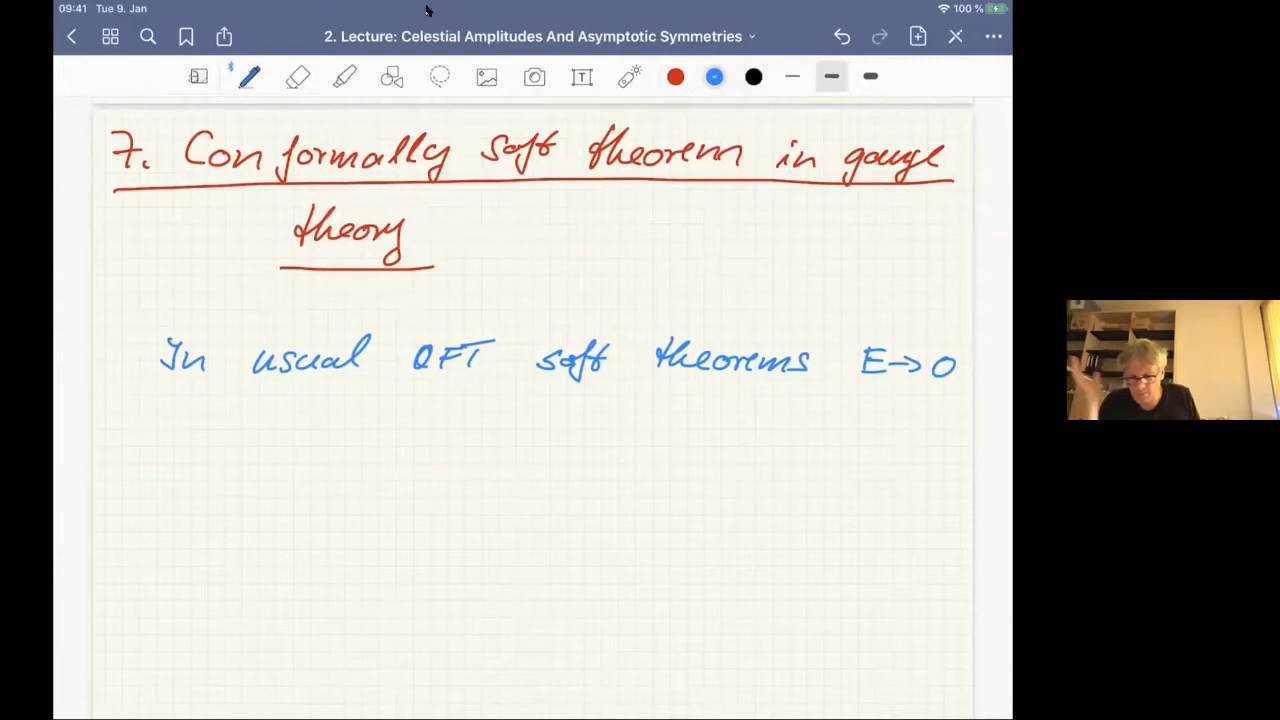 09:41 Tue 9. Jan
100 %
2. Lecture: Celestial Amplitudes And Asymptotic Symmetries
T
7. Conformally soft theorem in gauge
theory
In usual QFT soft theorems E→0